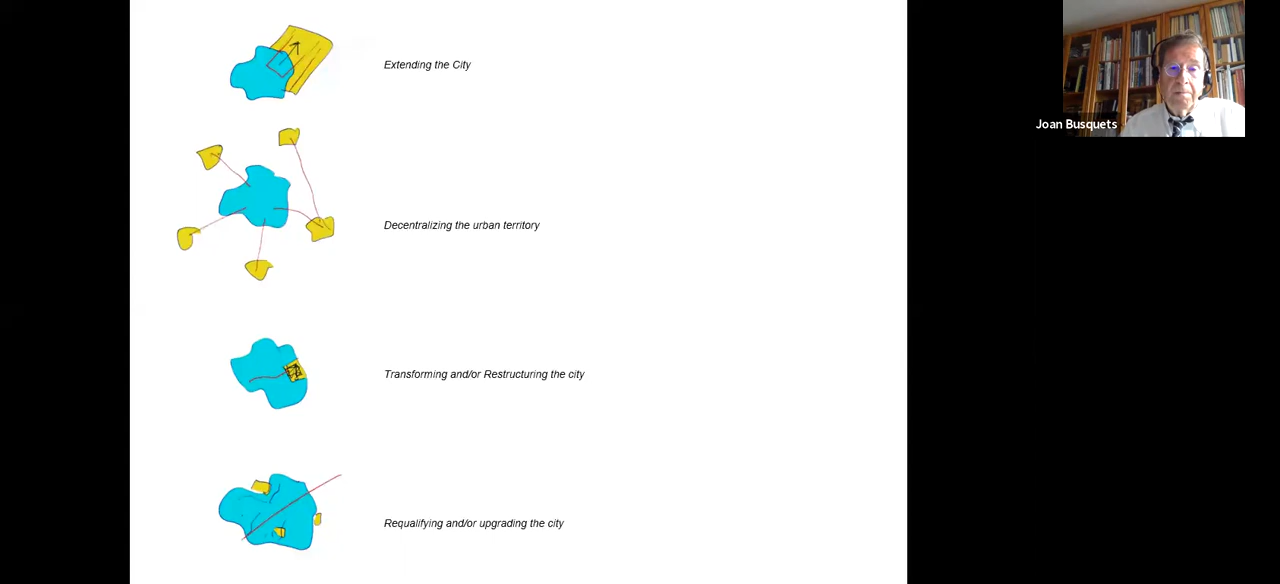 Extending the City
Joan Busquets
Decentralizing the urban territory
Transforming and/or Restructuring the city
Requalifying and/or upgrading the city